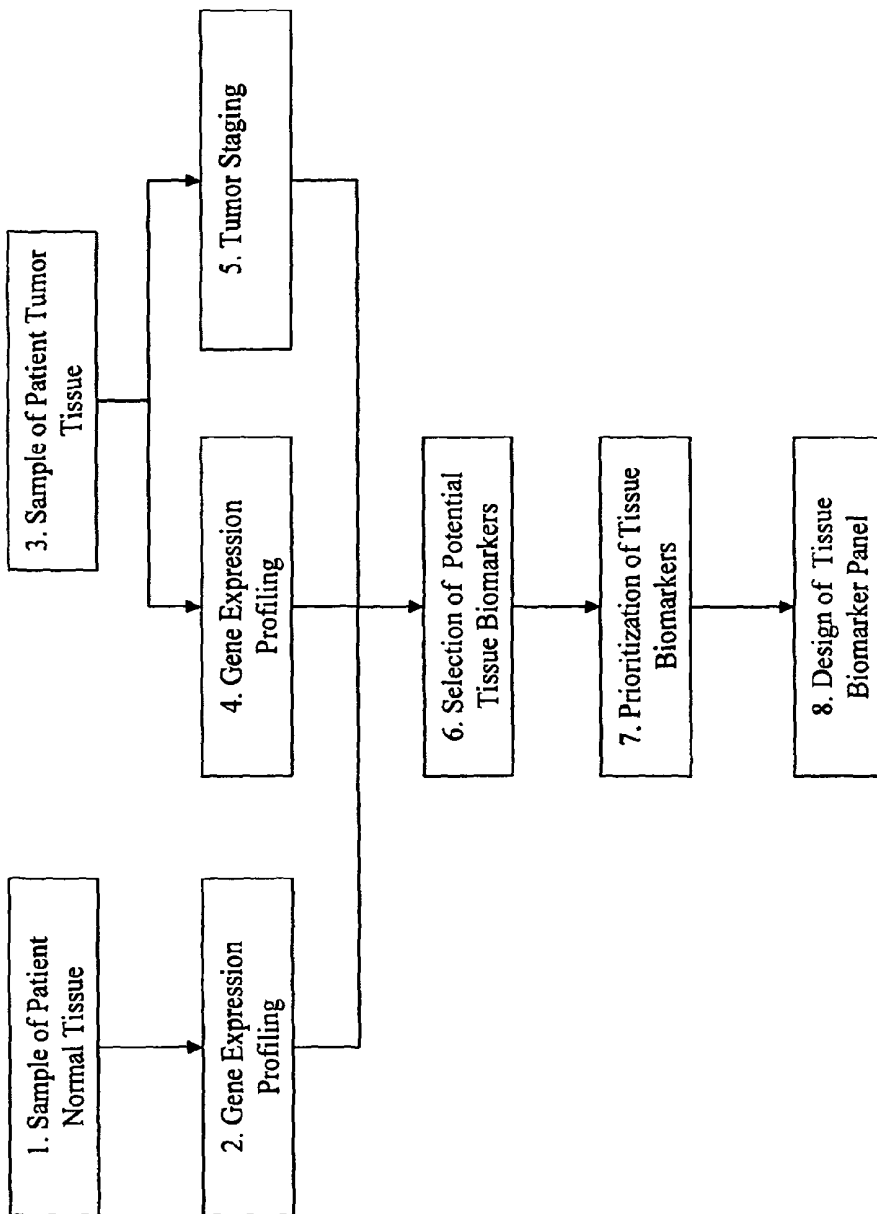 1. Sample of Patient
Normal Tissue
2. Gene Expression
Profiling
3. Sample of Patient Tumor
Tissue
4. Gene Expression
Profiling
5. Tumor Staging
6. Selection of Potential
Tissue Biomarkers
7. Prioritization of Tissue
Biomarkers
8. Design of Tissue
Biomarker Panel